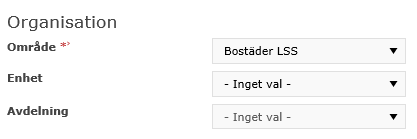 Organisation
Område *
Bostäder LSS
Enhet
- Inget val -
Avdelning
- Inget val -